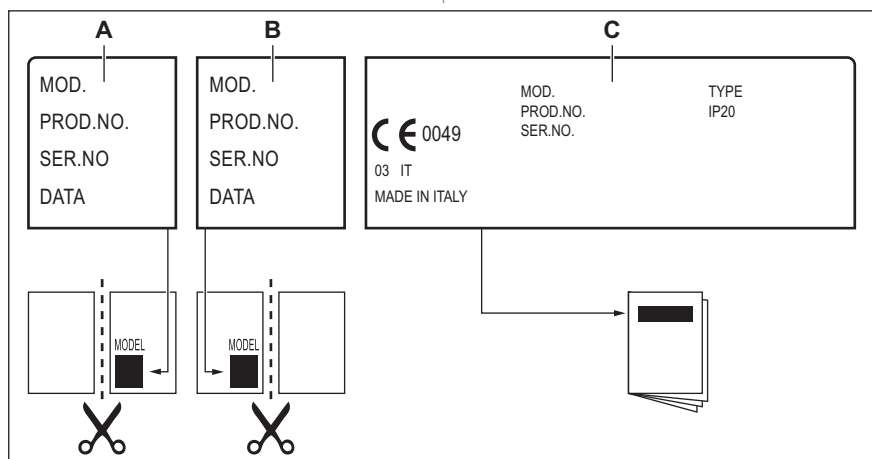 A
B
C
MOD.
PROD.NO.
SER.NO
DATA
MOD.
PROD.NO.
SER.NO
DATA
MOD.
PROD.NO.
SER.NO.
TYPE
IP20
CE 0049
03 IT
MADE IN ITALY
MODEL
MODEL